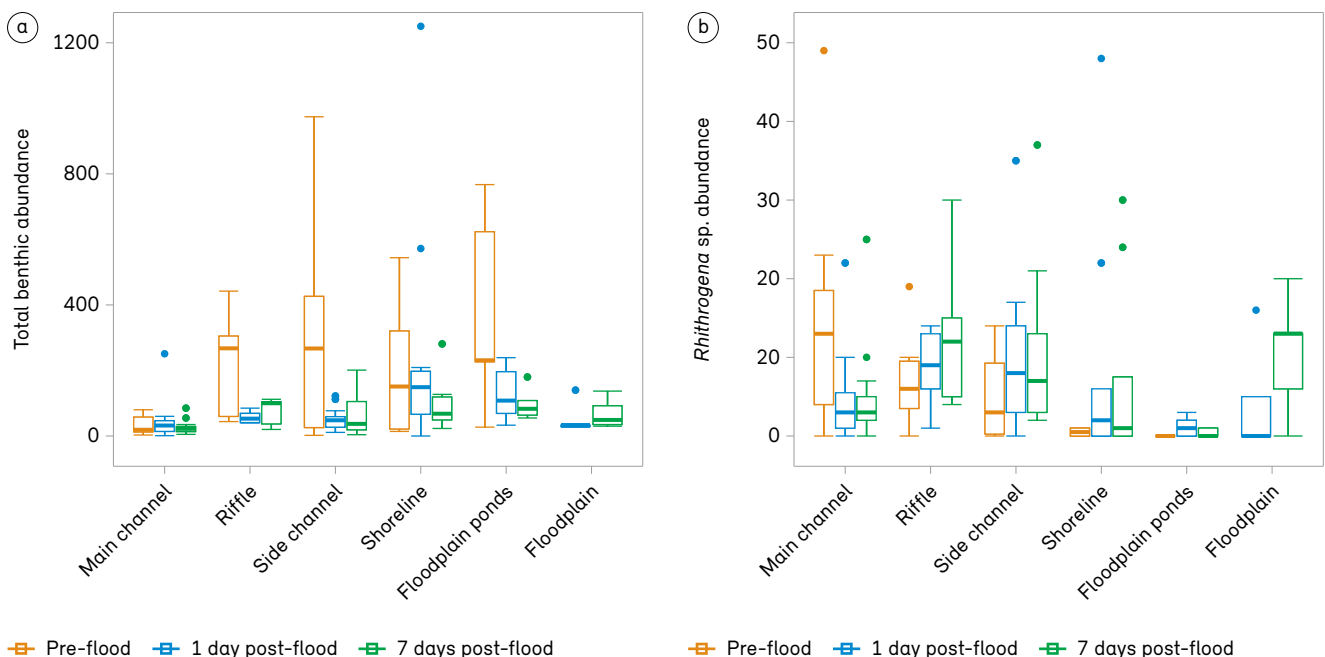 a
Total benthic abundance
1200
800
400
0
Main channel
Riffle
Side channel
Shoreline
Floodplain ponds
Floodplain
Pre-flood 1 day post-flood 7 days post-flood
b
Rhithrogena sp. abundance
50
40
30
20
20
0
Main channel
Riffle
Side channel
Shoreline
Floodplain ponds
Floodplain
Pre-flood 1 day post-flood 7 days post-flood